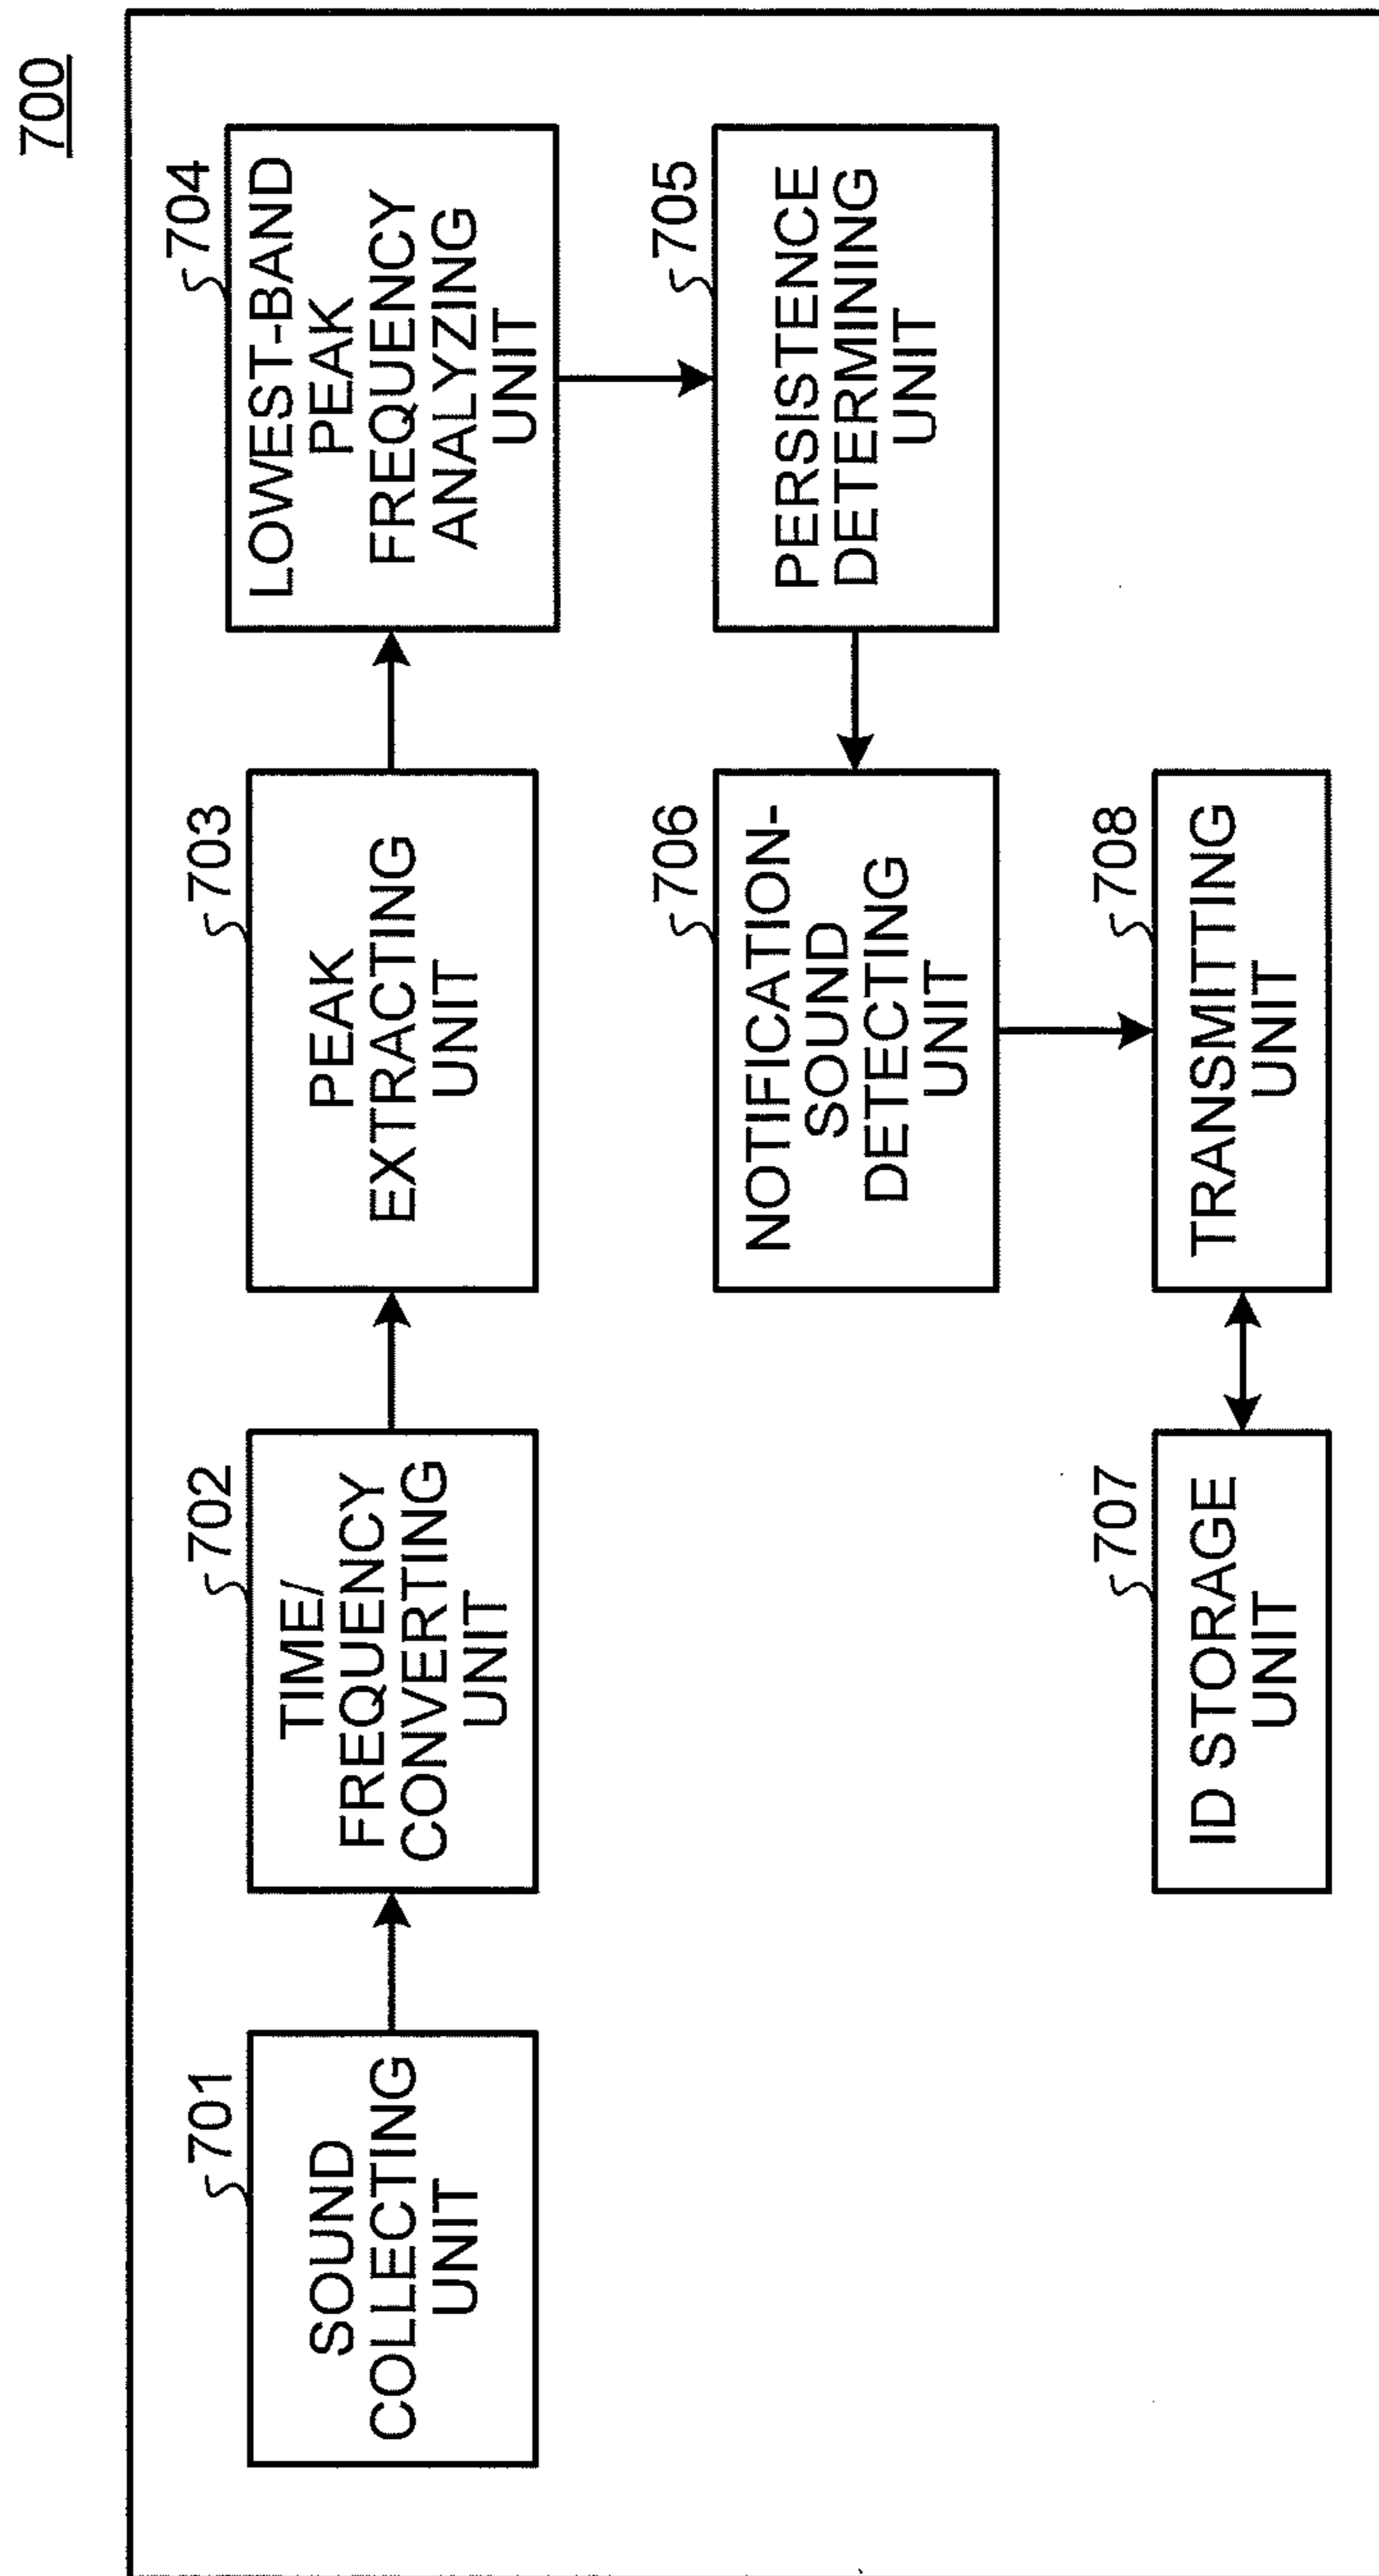 700
701
SOUND
COLLECTING
UNIT
702
TIME/
FREQUENCY
CONVERTING
UNIT
703
PEAK
EXTRACTING
UNIT
704
LOWEST-BAND
PEAK
FREQUENCY
ANALYZING
UNIT
705
PERSISTENCE
DETERMINING
UNIT
706
NOTIFICATION-
SOUND
DETECTING
UNIT
707
ID STORAGE
UNIT
708
TRANSMITTING
UNIT